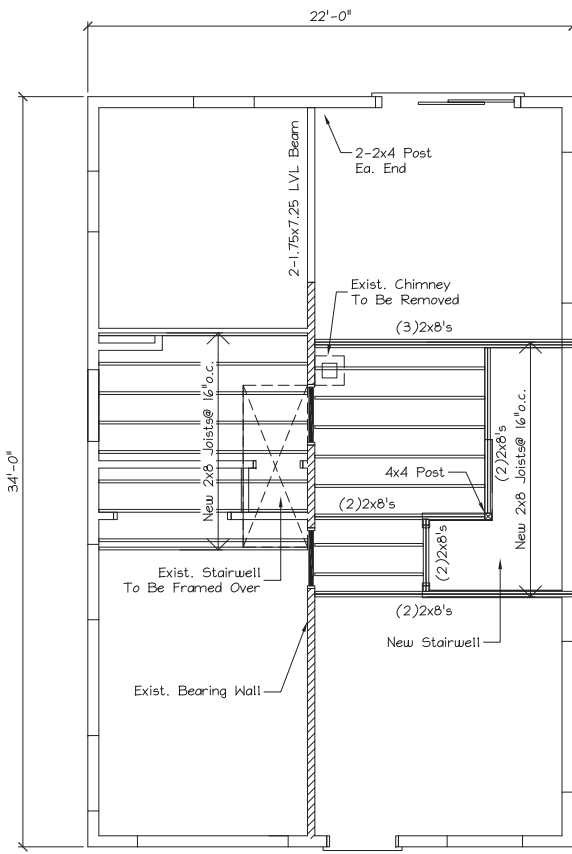 22'-0"
2-1.75x7.25 LVL Beam
2-2x4 Post
Ea. End
Exist. Chimney
To Be Removed
(3)2x8's
34'-0"
New 2x8 Joists@ 16"o.c.
(2)2x8's
New 2x8 Joists@ 16"o.c.
4x4 Post
(2)2x8's
(2)2x8's
Exist. Stairwell
To Be Framed Over
(2)2x8's
New Stairwell
Exist. Bearing Wall